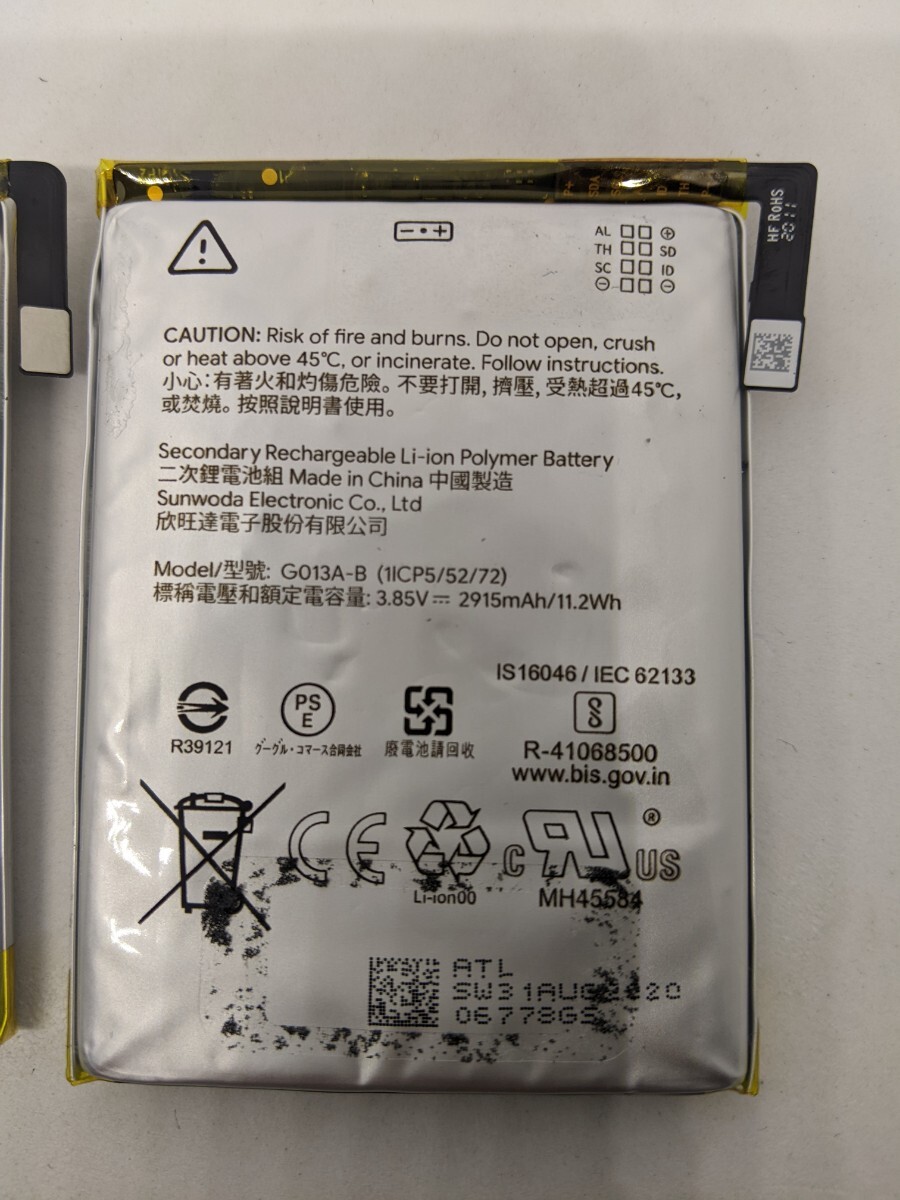 AL ⊕
TH SD
SC ID
⊖ ⊖
HF RoHS
2011
CAUTION: Risk of fire and burns. Do not open, crush
or heat above 45℃, or incinerate. Follow instructions.
小心：有著火和灼傷危險。不要打開, 擠壓, 受熱超過45℃,
或焚燒。按照說明書使用。
Secondary Rechargeable Li-ion Polymer Battery
二次鋰電池組 Made in China 中國製造
Sunwoda Electronic Co., Ltd
欣旺達電子股份有限公司
Model/型號: G013A-B (1ICP5/52/72)
標稱電壓和額定電容量: 3.85V⎓ 2915mAh/11.2Wh
IS16046 / IEC 62133
R39121
PS
E
グーグル・コマース合同会社
廢電池請回收
R-41068500
www.bis.gov.in
CE
Li-ion00
c RU US ®
MH45584
ATL
SW31AUG2020
06778GS